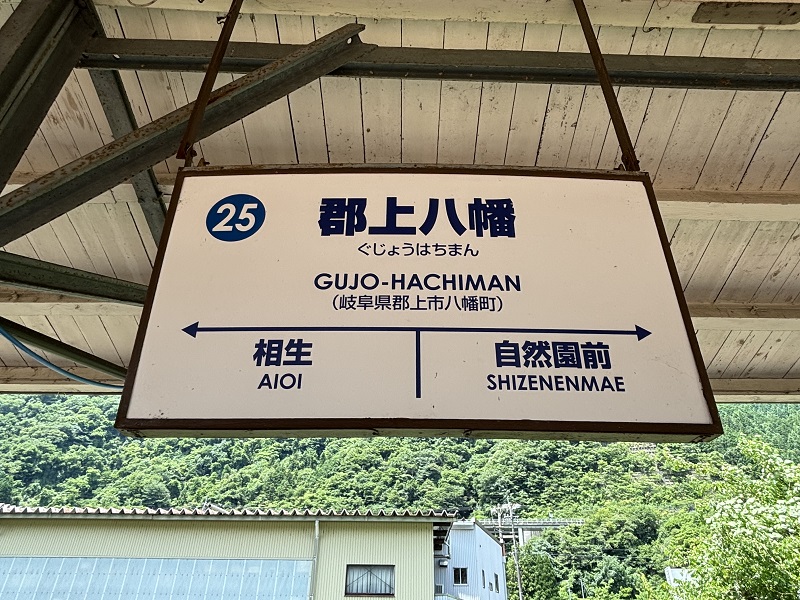 25
郡上八幡
ぐじょうはちまん
GUJO-HACHIMAN
(岐阜県郡上市八幡町)
相生
AIOI
自然園前
SHIZENENMAE